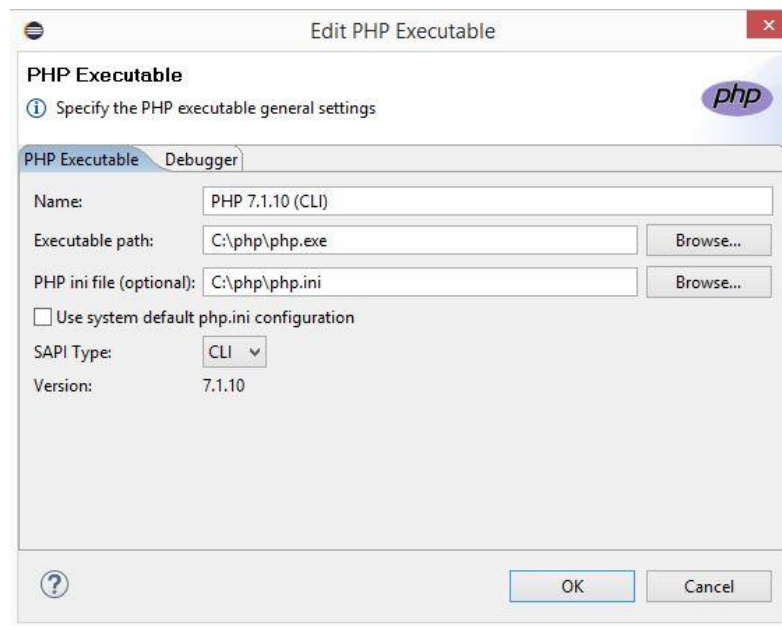 Edit PHP Executable
PHP Executable
Specify the PHP executable general settings
php
PHP Executable Debugger
Name: PHP 7.1.10 (CLI)
Executable path: C:\php\php.exe Browse...
PHP ini file (optional): C:\php\php.ini Browse...
Use system default php.ini configuration
SAPI Type: CLI
Version: 7.1.10
? OK Cancel